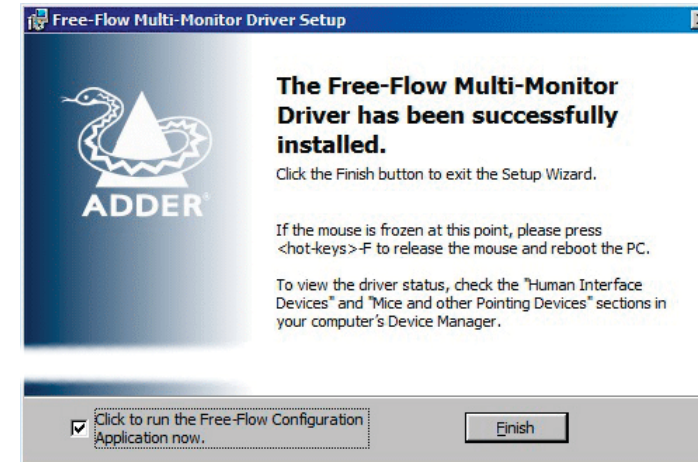 Free-Flow Multi-Monitor Driver Setup
The Free-Flow Multi-Monitor
Driver has been successfully
installed.
Click the Finish button to exit the Setup Wizard.
ADDER®
If the mouse is frozen at this point, please press
<hot-keys>-F to release the mouse and reboot the PC.
To view the driver status, check the "Human Interface
Devices" and "Mice and other Pointing Devices" sections in
your computer's Device Manager.
Click to run the Free-Flow Configuration
Application now.
Finish